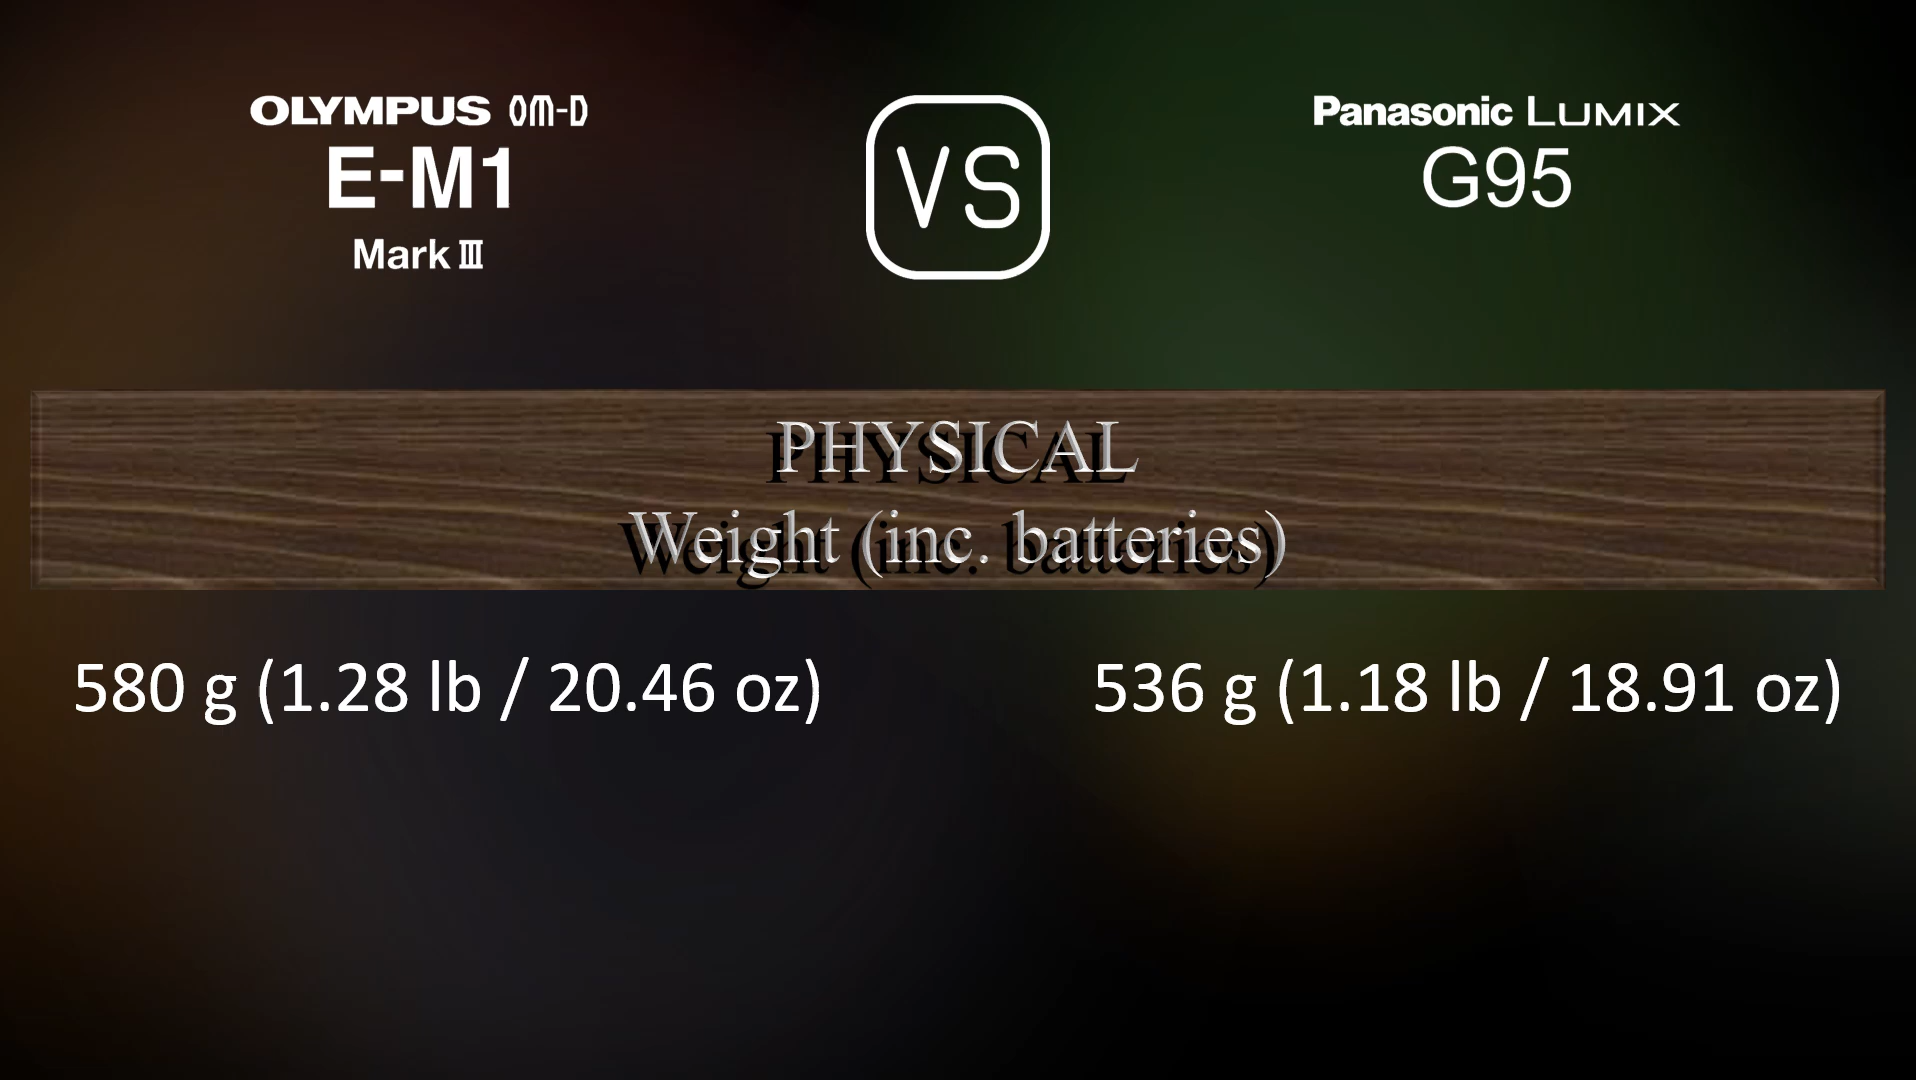 OLYMPUS OM-D
E-M1
Mark III
VS
Panasonic LUMIX
G95
PHYSICAL
Weight (inc. batteries)
580 g (1.28 lb / 20.46 oz)
536 g (1.18 lb / 18.91 oz)